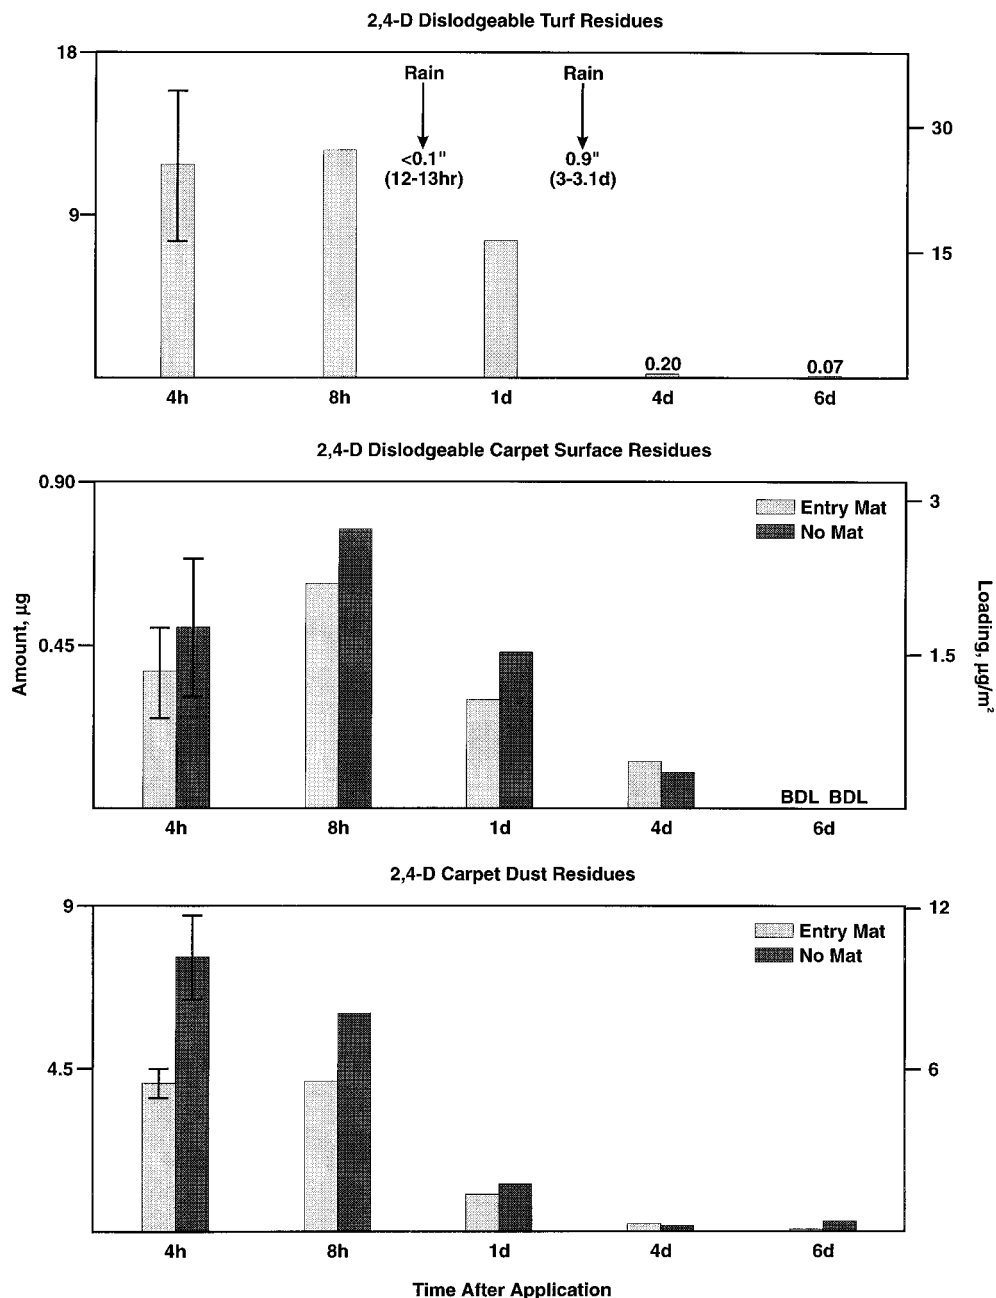 2,4-D Dislodgeable Turf Residues
18
9
30
15
Rain
<0.1"
(12-13hr)
Rain
0.9"
(3-3.1d)
0.20
0.07
4h 8h 1d 4d 6d
2,4-D Dislodgeable Carpet Surface Residues
0.90
0.45
3
1.5
Entry Mat
No Mat
BDL BDL
4h 8h 1d 4d 6d
Amount, µg
Loading, µg/m²
2,4-D Carpet Dust Residues
9
4.5
12
6
Entry Mat
No Mat
4h 8h 1d 4d 6d
Time After Application